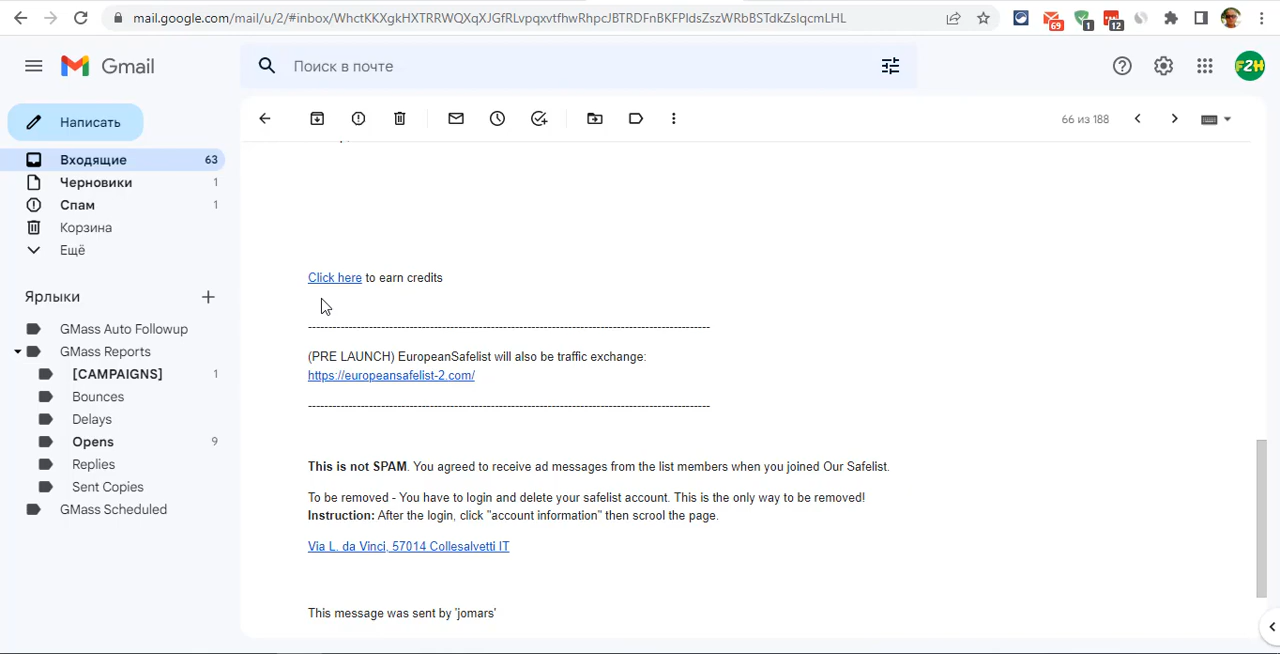 mail.google.com/mail/u/2/#inbox/WhctKKXgkHXTRRWQXqXJGfRLvpqxvtfhwRhpcJBTRDFnBKFPldsZszWRbBSTdkZslqcmLHL
69
1
12
Gmail
Поиск в почте
F2H
Написать
66 из 188
Входящие 63
Черновики 1
Спам 1
Корзина
Ещё
Ярлыки
GMass Auto Followup
GMass Reports
[CAMPAIGNS] 1
Bounces
Delays
Opens 9
Replies
Sent Copies
GMass Scheduled
Click here to earn credits
----------------------------------------------------------------------------------------------------
(PRE LAUNCH) EuropeanSafelist will also be traffic exchange:
https://europeansafelist-2.com/
----------------------------------------------------------------------------------------------------
This is not SPAM. You agreed to receive ad messages from the list members when you joined Our Safelist.
To be removed - You have to login and delete your safelist account. This is the only way to be removed!
Instruction: After the login, click "account information" then scrool the page.
Via L. da Vinci, 57014 Collesalvetti IT
This message was sent by 'jomars'